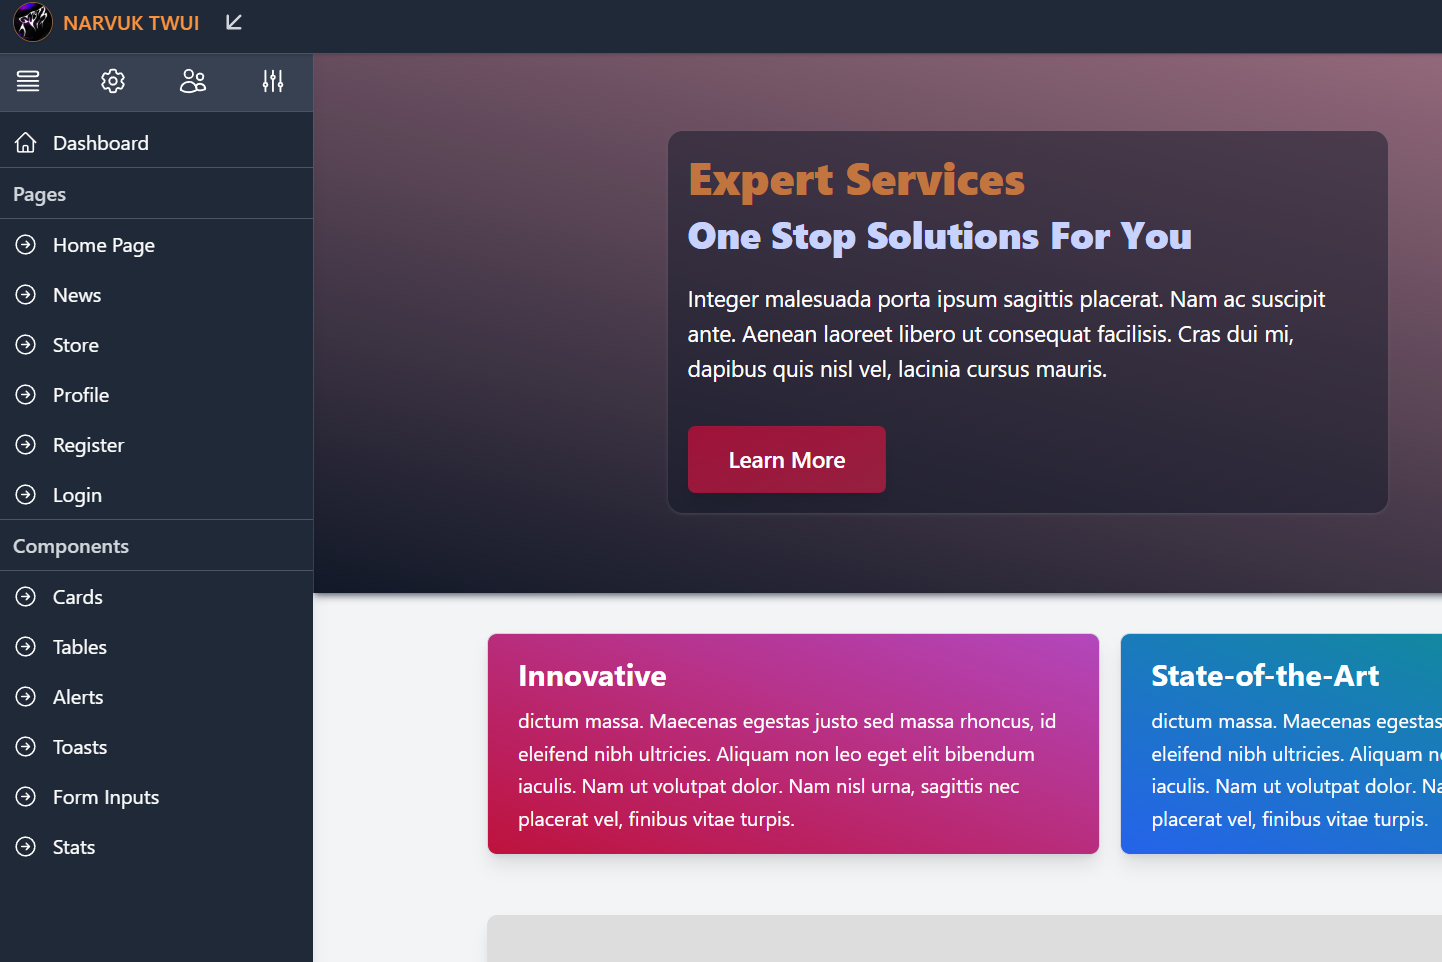 NARVUK TWUI
Dashboard
Pages
Home Page
News
Store
Profile
Register
Login
Components
Cards
Tables
Alerts
Toasts
Form Inputs
Stats
Expert Services
One Stop Solutions For You
Integer malesuada porta ipsum sagittis placerat. Nam ac suscipit
ante. Aenean laoreet libero ut consequat facilisis. Cras dui mi,
dapibus quis nisl vel, lacinia cursus mauris.
Learn More
Innovative
dictum massa. Maecenas egestas justo sed massa rhoncus, id
eleifend nibh ultricies. Aliquam non leo eget elit bibendum
iaculis. Nam ut volutpat dolor. Nam nisl urna, sagittis nec
placerat vel, finibus vitae turpis.
State-of-the-Art
dictum massa. Maecenas egestas
eleifend nibh ultricies. Aliquam
iaculis. Nam ut volutpat dolor.
placerat vel, finibus vitae turpis.